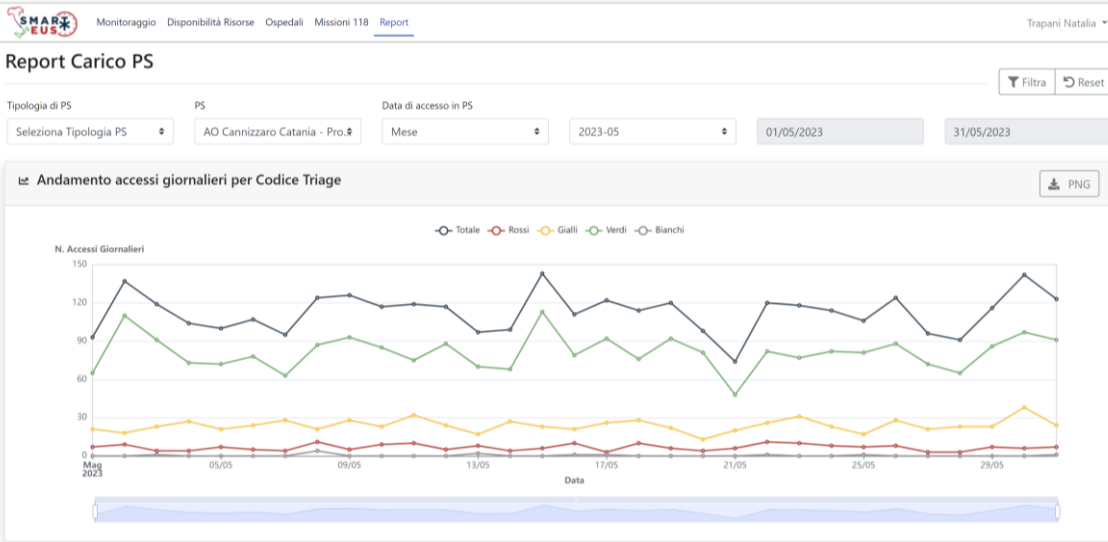 SMART
EUS
Monitoraggio Disponibilità Risorse Ospedali Missioni 118 Report
Trapani Natalia
Report Carico PS
Filtra Reset
Tipologia di PS PS Data di accesso in PS
Seleziona Tipologia PS AO Cannizzaro Catania - Pro. Mese 2023-05 01/05/2023 31/05/2023
Andamento accessi giornalieri per Codice Triage
PNG
Totale Rossi Gialli Verdi Bianchi
N. Accessi Giornalieri
150
120
90
60
30
0
Mag 05/05 09/05 13/05 17/05 21/05 25/05 29/05
2023
Data